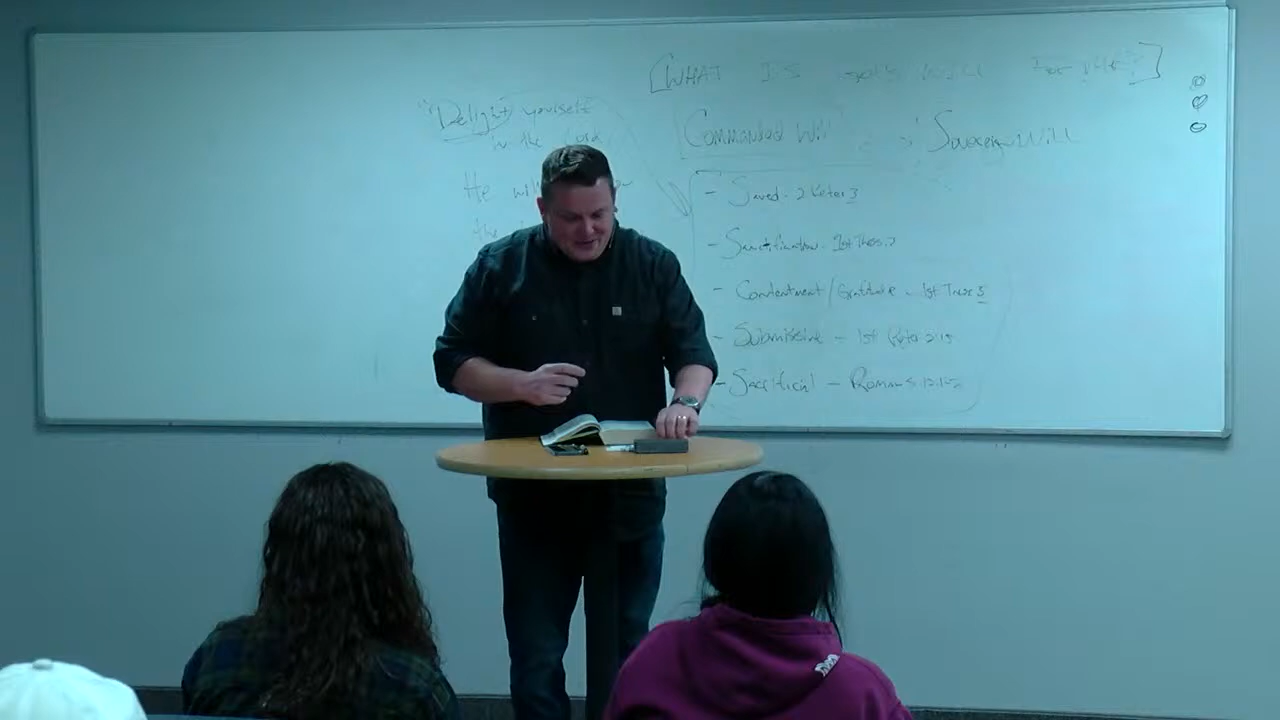 [WHAT IS God's WILL For Me?]
"Delight yourself
in the Lord
He will
the
Commanded Will
Sovereign Will
- Saved - 2 Peter 3
- Sanctification - 1st Thess.
- Contentment / Gratitude - 1st Thess 5
- Submissive - 1st Peter 2:15
- Sacrificial - Romans 12:1-2